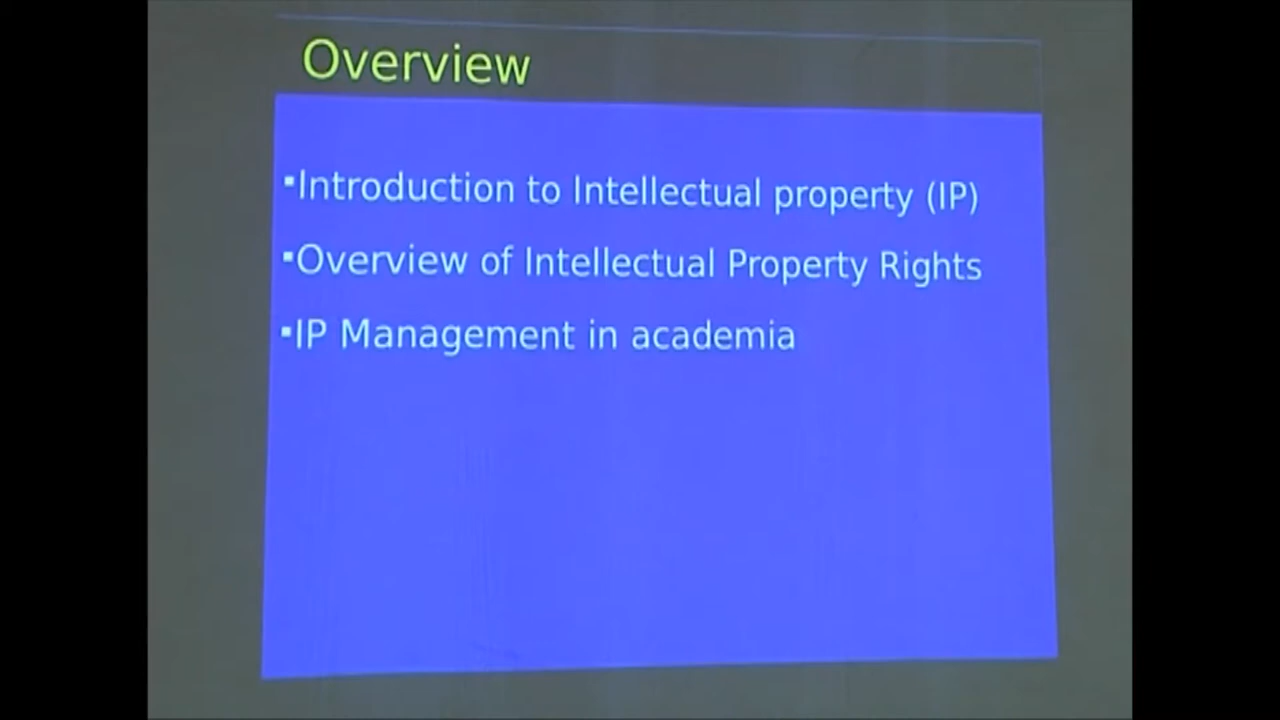 Overview
▪Introduction to Intellectual property (IP)
▪Overview of Intellectual Property Rights
▪IP Management in academia